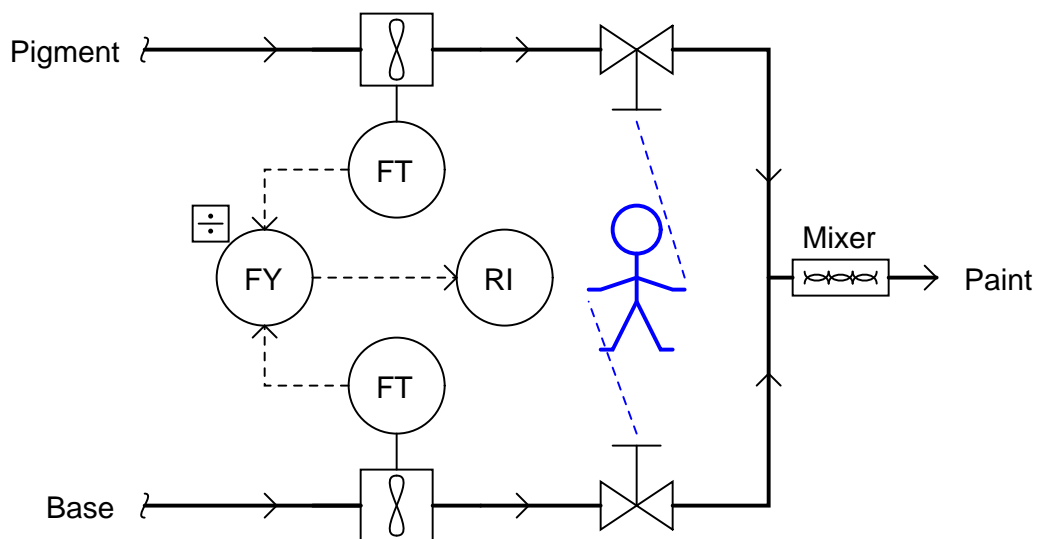 Pigment
FT
÷
FY
RI
Mixer
Paint
FT
Base